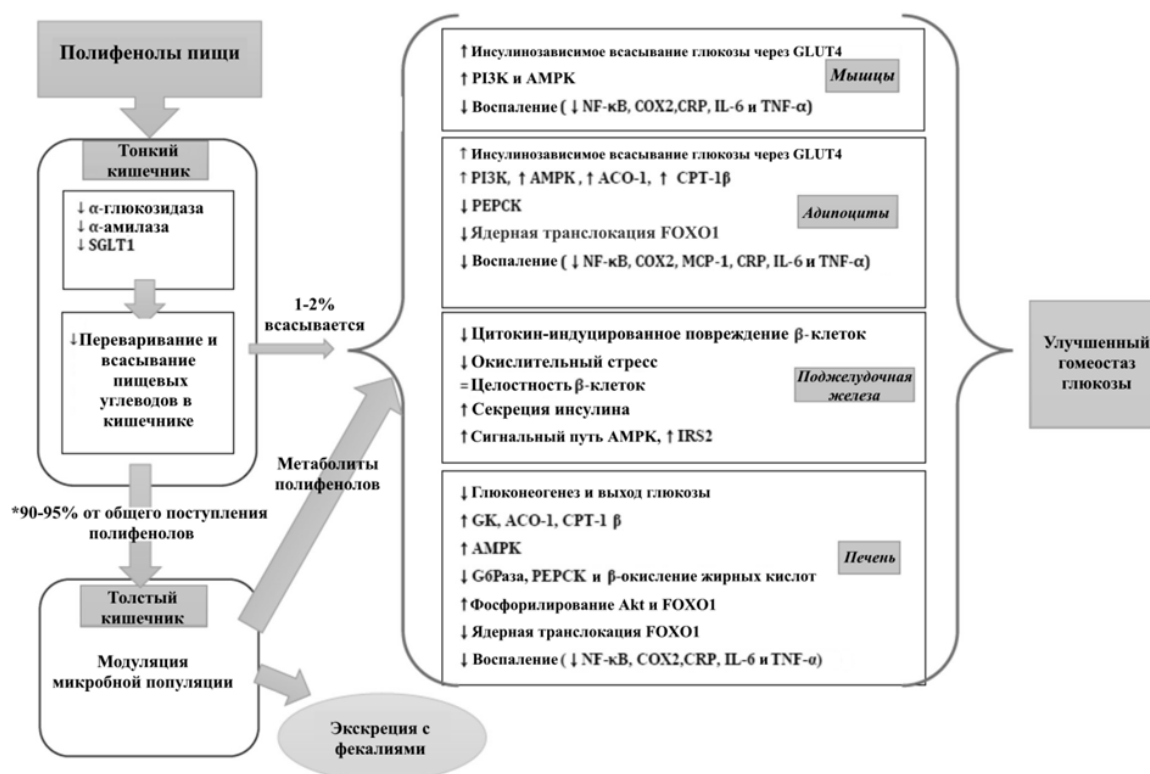 Полифенолы пищи
Тонкий
кишечник
↓ α-глюкозидаза
↓ α-амилаза
↓ SGLT1
↓Переваривание и
всасывание
пищевых
углеводов в
кишечнике
1-2%
всасывается
*90-95% от общего поступления
полифенолов
Толстый
кишечник
Модуляция
микробной популяции
Метаболиты
полифенолов
Экскреция с
фекалиями
↑ Инсулинозависимое всасывание глюкозы через GLUT4
↑ PI3K и AMPK
↓ Воспаление ( ↓ NF-κB, COX2,CRP, IL-6 и TNF-α)
Мышцы
↑ Инсулинозависимое всасывание глюкозы через GLUT4
↑ PI3K, ↑ AMPK , ↑ ACO-1, ↑ CPT-1β
↓ PEPCK
↓ Ядерная транслокация FOXO1
↓ Воспаление ( ↓ NF-κB, COX2, MCP-1, CRP, IL-6 и TNF-α)
Адипоциты
↓ Цитокин-индуцированное повреждение β-клеток
↓ Окислительный стресс
= Целостность β-клеток
↑ Секреция инсулина
↑ Сигнальный путь AMPK, ↑ IRS2
Поджелудочная
железа
↓ Глюконеогенез и выход глюкозы
↑ GK, ACO-1, CPT-1 β
↑ AMPK
↓ G6Pаза, PEPCK и β-окисление жирных кислот
↑ Фосфорилирование Akt и FOXO1
↓ Ядерная транслокация FOXO1
↓ Воспаление ( ↓ NF-κB, COX2,CRP, IL-6 и TNF-α)
Печень
Улучшенный
гомеостаз
глюкозы